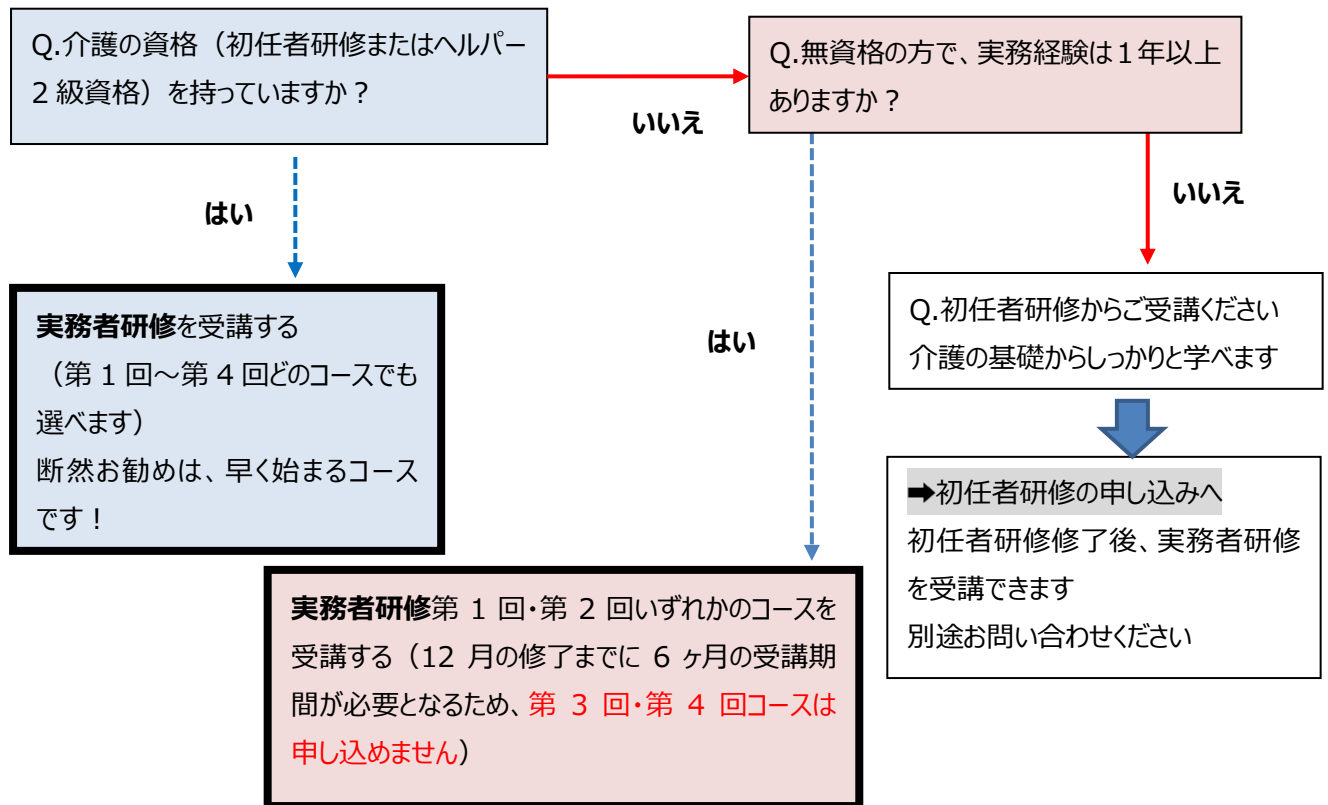 Q.介護の資格（初任者研修またはヘルパー
2 級資格）を持っていますか？
いいえ
Q.無資格の方で、実務経験は１年以上
ありますか？
はい
いいえ
実務者研修を受講する
（第 1 回～第 4 回どのコースでも
選べます）
断然お勧めは、早く始まるコース
です！
はい
Q.初任者研修からご受講ください
介護の基礎からしっかりと学べます
➡初任者研修の申し込みへ
初任者研修修了後、実務者研修
を受講できます
別途お問い合わせください
実務者研修第 1 回・第 2 回いずれかのコースを
受講する（12 月の修了までに 6 ヶ月の受講期
間が必要となるため、第 3 回・第 4 回コースは
申し込めません）